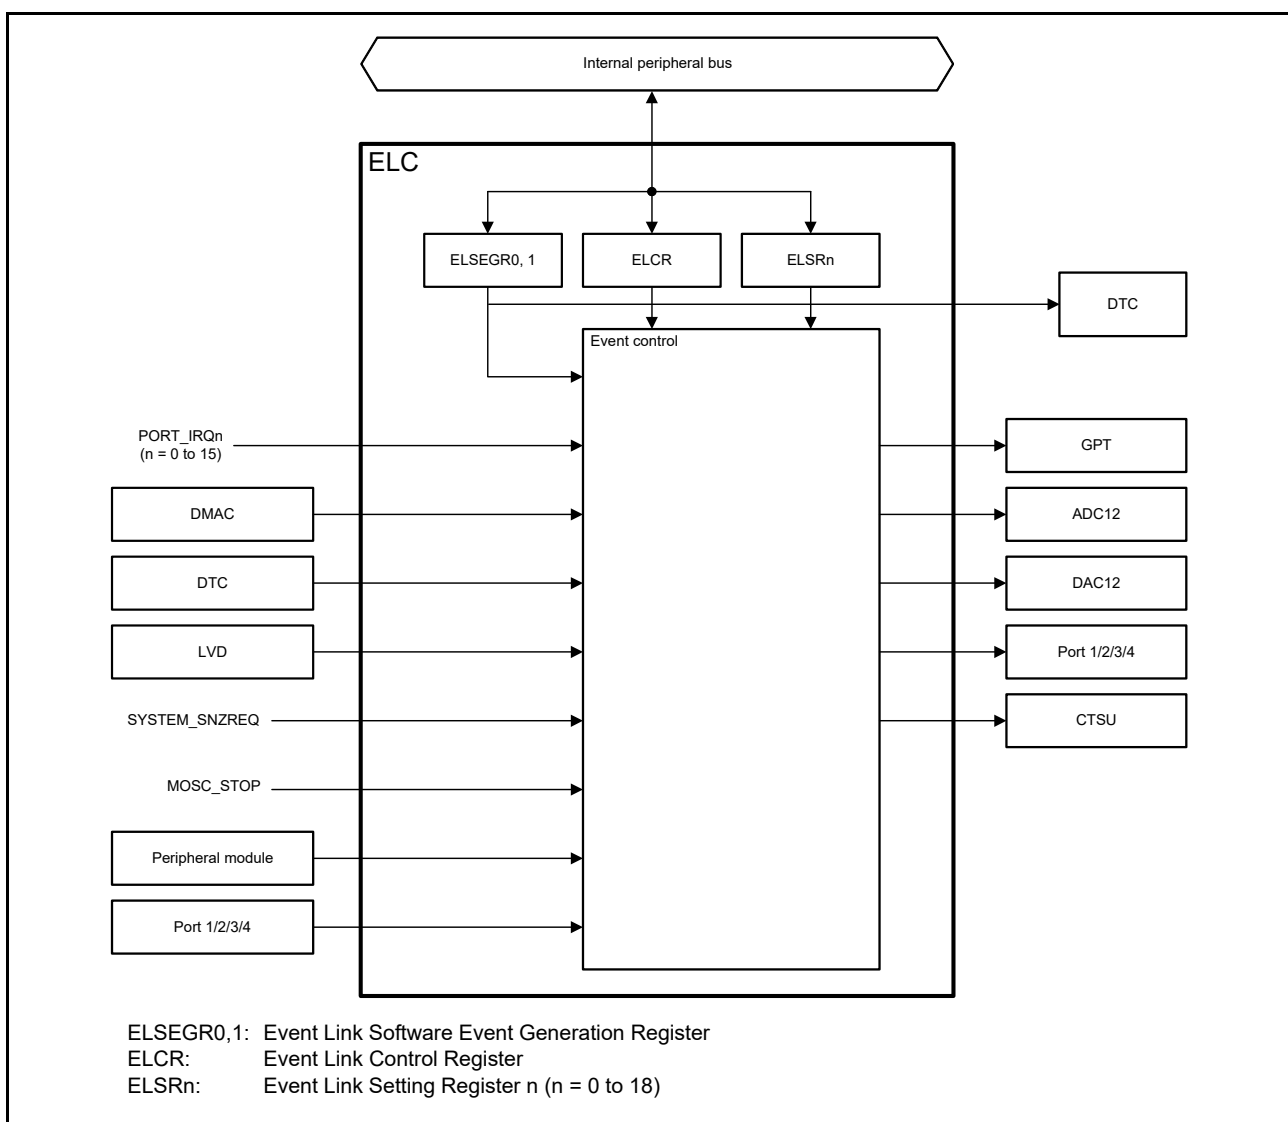 Internal peripheral bus
ELC
ELSEGR0, 1
ELCR
ELSRn
DTC
Event control
PORT_IRQn
(n = 0 to 15)
GPT
DMAC
ADC12
DTC
DAC12
LVD
Port 1/2/3/4
SYSTEM_SNZREQ
CTSU
MOSC_STOP
Peripheral module
Port 1/2/3/4
ELSEGR0,1: Event Link Software Event Generation Register
ELCR: Event Link Control Register
ELSRn: Event Link Setting Register n (n = 0 to 18)